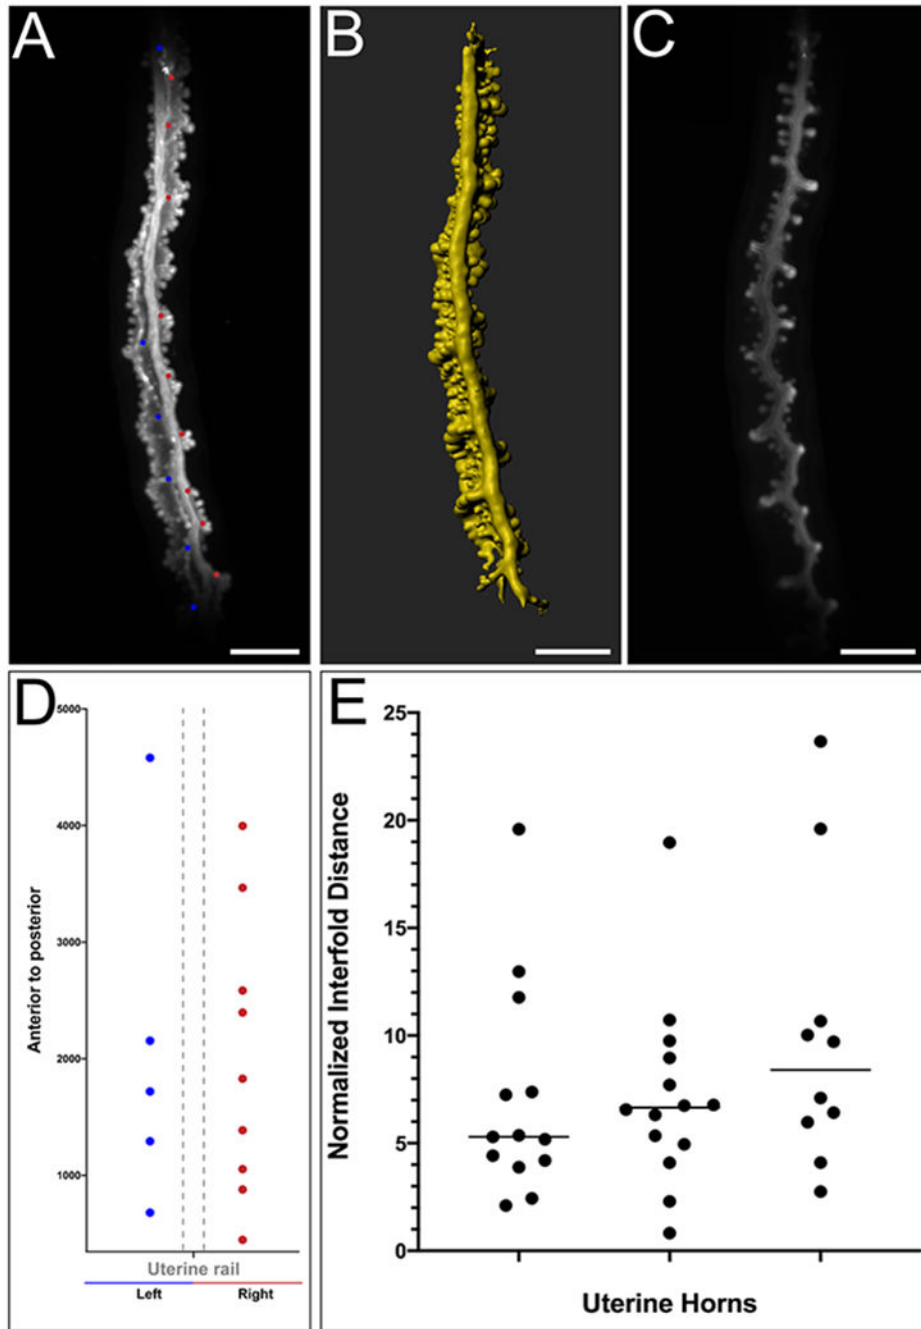 A
B
C
D
5000
4000
3000
2000
1000
Anterior to posterior
Uterine rail
Left
Right
E
25
20
15
10
5
0
Normalized Interfold Distance
Uterine Horns